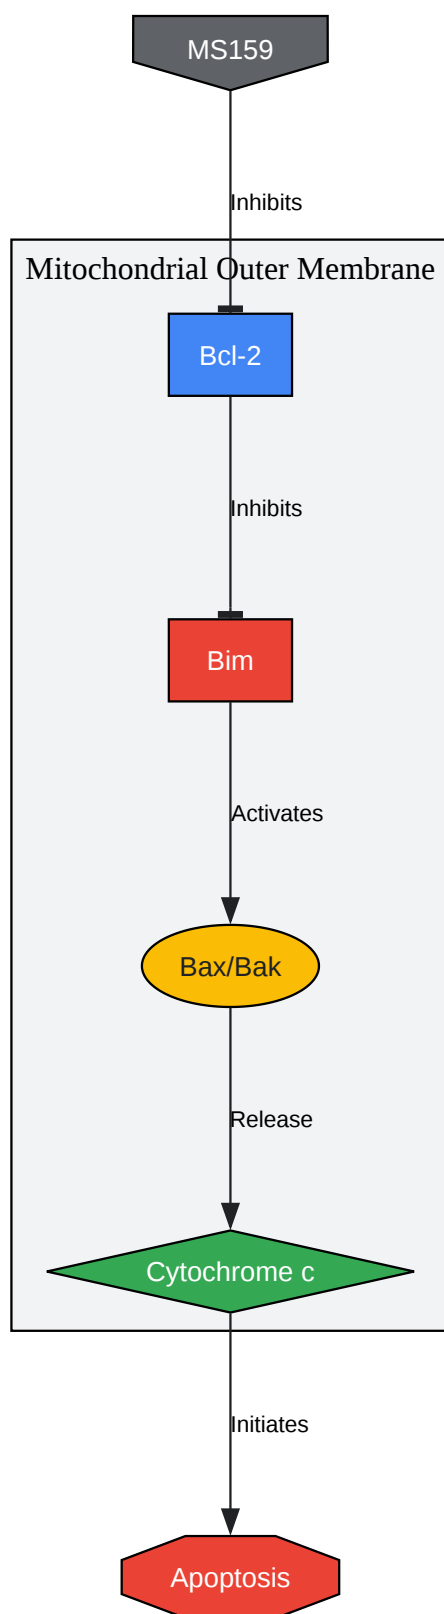 MS159
Inhibits
Mitochondrial Outer Membrane
Bcl-2
Inhibits
Bim
Activates
Bax/Bak
Release
Cytochrome c
Initiates
Apoptosis